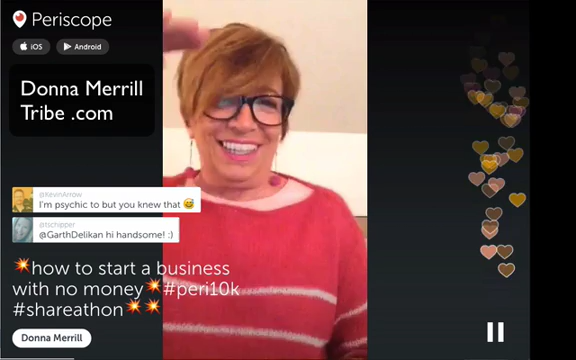 Periscope
iOS
Android
Donna Merrill
Tribe .com
@KevinArrow
I'm psychic to but you knew that 😅
@tschipper
@GarthDelikan hi handsome! :)
💥how to start a business
with no money💥#peri10k
#shareathon💥💥
Donna Merrill